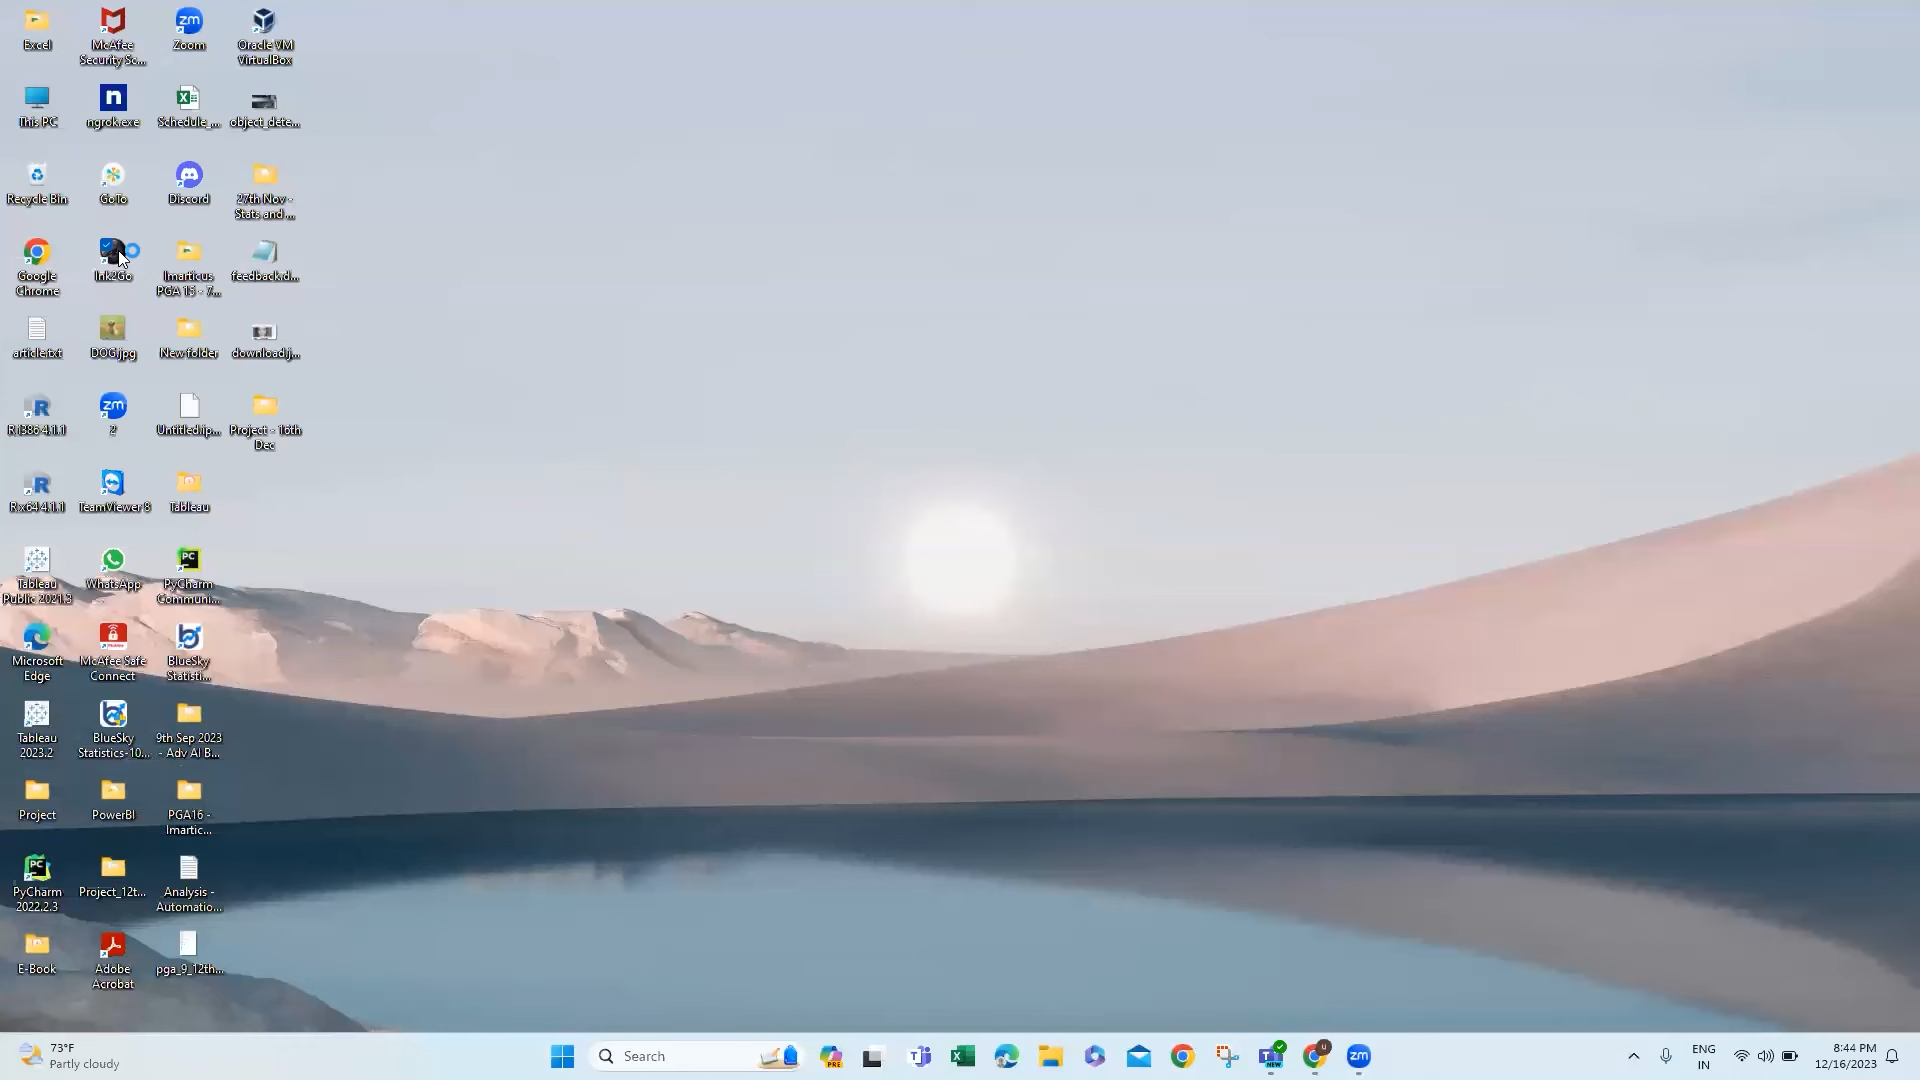 Excel
McAfee
Security Sc...
Zoom
Oracle VM
VirtualBox
This PC
ngrok.exe
Schedule_...
object_dete...
Recycle Bin
GoTo
Discord
27th Nov -
Stats and ...
Google
Chrome
Ink2Go
Imarticus
PGA 15 - 7...
feedback.d...
article.txt
DOG.jpg
New folder
download.j...
R i386 4.1.1
2
Untitled.ip...
Project - 16th
Dec
R x64 4.1.1
TeamViewer 8
Tableau
Tableau
Public 2021.3
WhatsApp
PyCharm
Communi...
Microsoft
Edge
McAfee Safe
Connect
BlueSky
Statisti...
Tableau
2023.2
BlueSky
Statistics-10...
9th Sep 2023
- Adv AI B...
Project
PowerBI
PGA16 -
Imartic...
PyCharm
2022.2.3
Project_12t...
Analysis -
Automatio...
E-Book
Adobe
Acrobat
pga_9_12th...
73°F
Partly cloudy
Search
ENG
IN
8:44 PM
12/16/2023